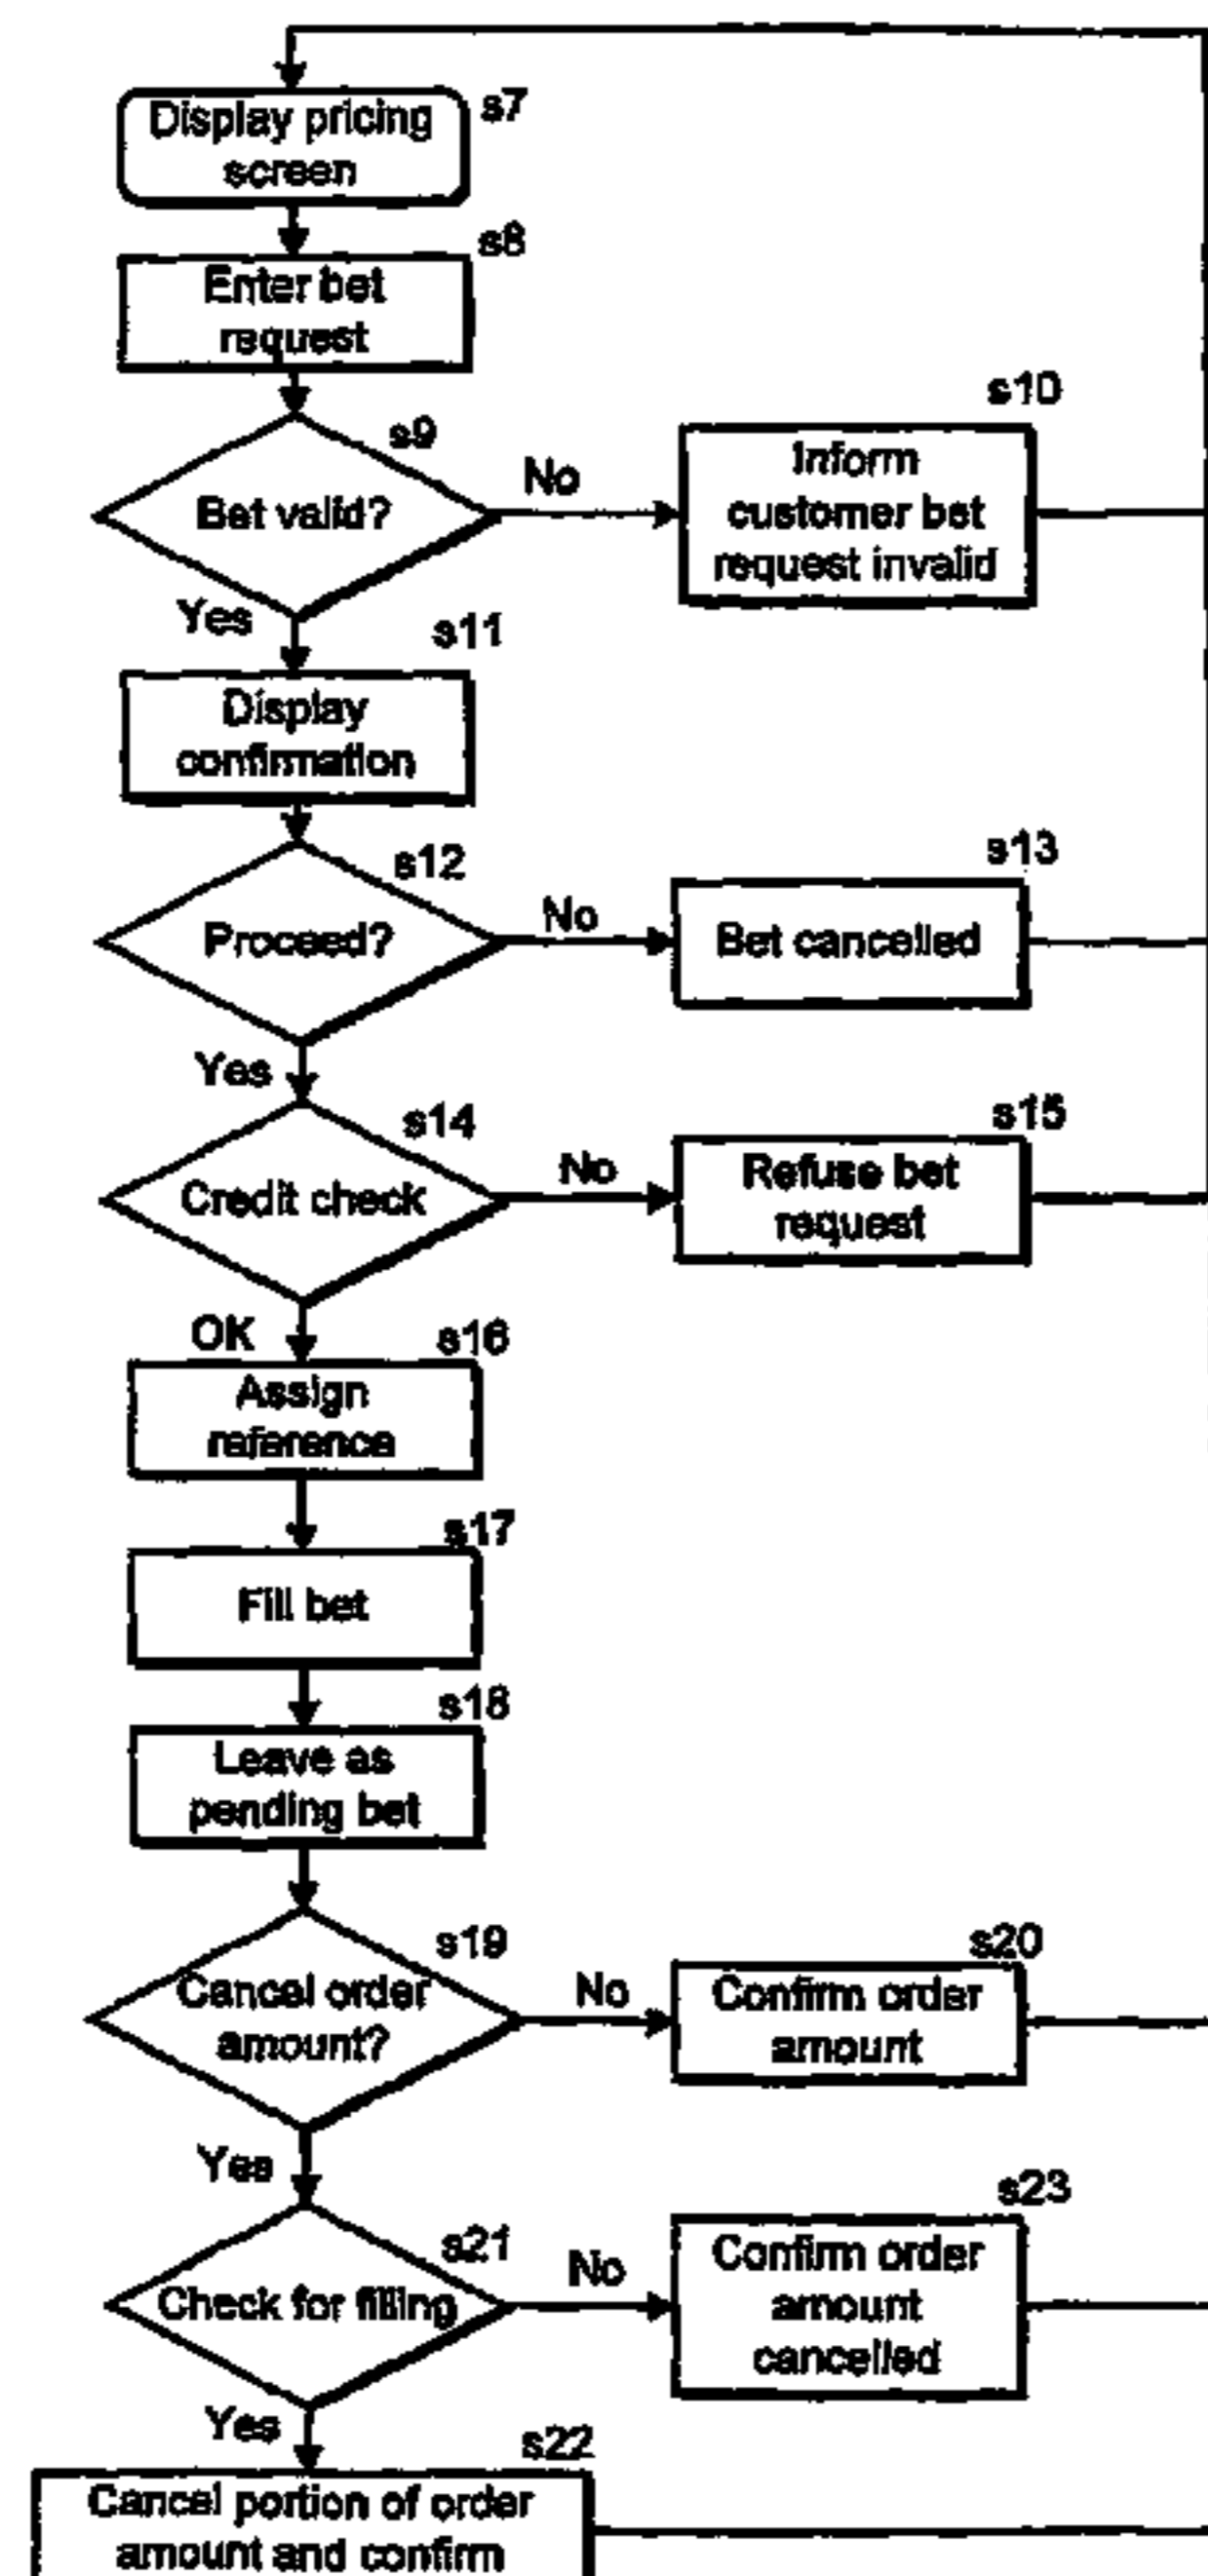 s7
Display pricing
screen
s8
Enter bet
request
s9
Bet valid?
No
s10
Inform
customer bet
request invalid
Yes
s11
Display
confirmation
s12
Proceed?
No
s13
Bet cancelled
Yes
s14
Credit check
No
s15
Refuse bet
request
OK
s16
Assign
reference
s17
Fill bet
s18
Leave as
pending bet
s19
Cancel order
amount?
No
s20
Confirm order
amount
Yes
s21
Check for filling
No
s23
Confirm order
amount
cancelled
Yes
s22
Cancel portion of order
amount and confirm